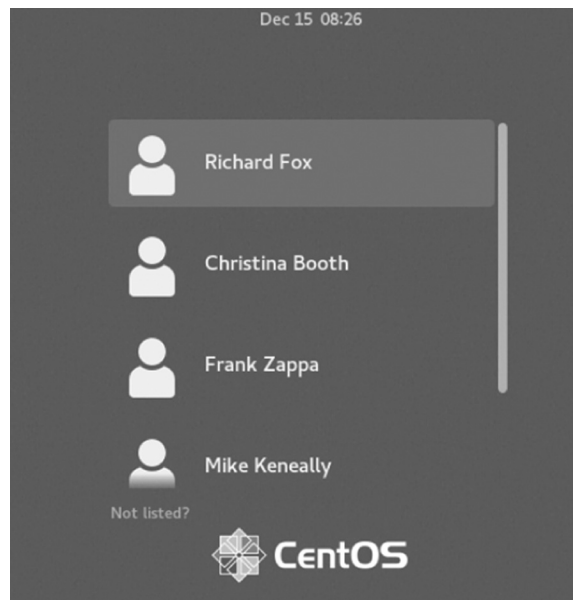 Dec 15 08:26
Richard Fox
Christina Booth
Frank Zappa
Mike Keneally
Not listed?
CentOS